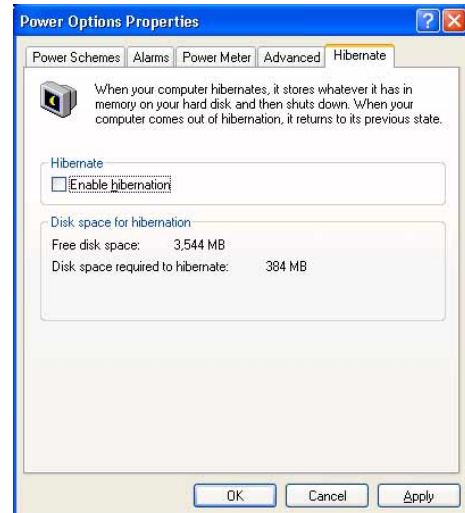 Power Options Properties
Power Schemes Alarms Power Meter Advanced Hibernate
When your computer hibernates, it stores whatever it has in
memory on your hard disk and then shuts down. When your
computer comes out of hibernation, it returns to its previous state.
Hibernate
Enable hibernation
Disk space for hibernation
Free disk space: 3,544 MB
Disk space required to hibernate: 384 MB
OK Cancel Apply